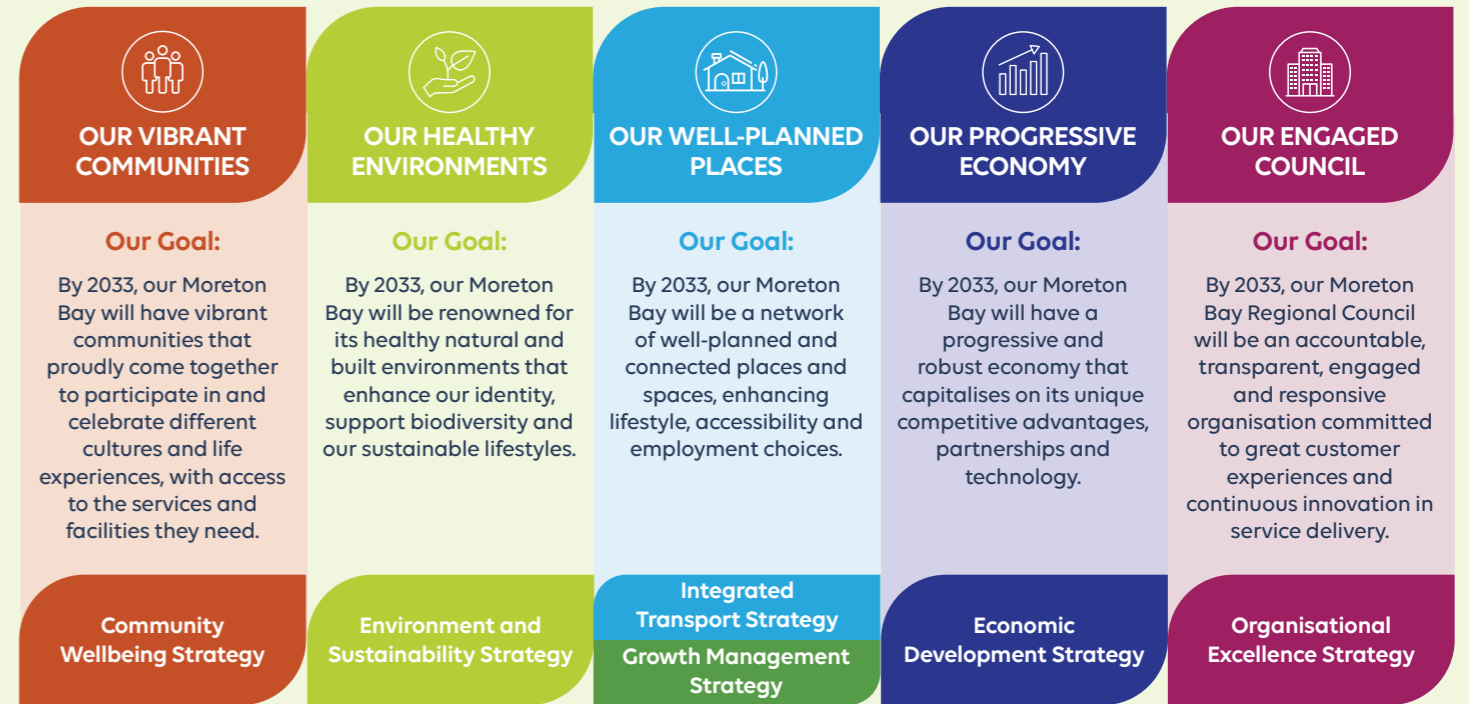 OUR VIBRANT
COMMUNITIES
Our Goal:
By 2033, our Moreton
Bay will have vibrant
communities that
proudly come together
to participate in and
celebrate different
cultures and life
experiences, with access
to the services and
facilities they need.
Community
Wellbeing Strategy
OUR HEALTHY
ENVIRONMENTS
Our Goal:
By 2033, our Moreton
Bay will be renowned for
its healthy natural and
built environments that
enhance our identity,
support biodiversity and
our sustainable lifestyles.
Environment and
Sustainability Strategy
OUR WELL-PLANNED
PLACES
Our Goal:
By 2033, our Moreton
Bay will be a network
of well-planned and
connected places and
spaces, enhancing
lifestyle, accessibility and
employment choices.
Integrated
Transport Strategy
Growth Management
Strategy
OUR PROGRESSIVE
ECONOMY
Our Goal:
By 2033, our Moreton
Bay will have a
progressive and
robust economy that
capitalises on its unique
competitive advantages,
partnerships and
technology.
Economic
Development Strategy
OUR ENGAGED
COUNCIL
Our Goal:
By 2033, our Moreton
Bay Regional Council
will be an accountable,
transparent, engaged
and responsive
organisation committed
to great customer
experiences and
continuous innovation in
service delivery.
Organisational
Excellence Strategy